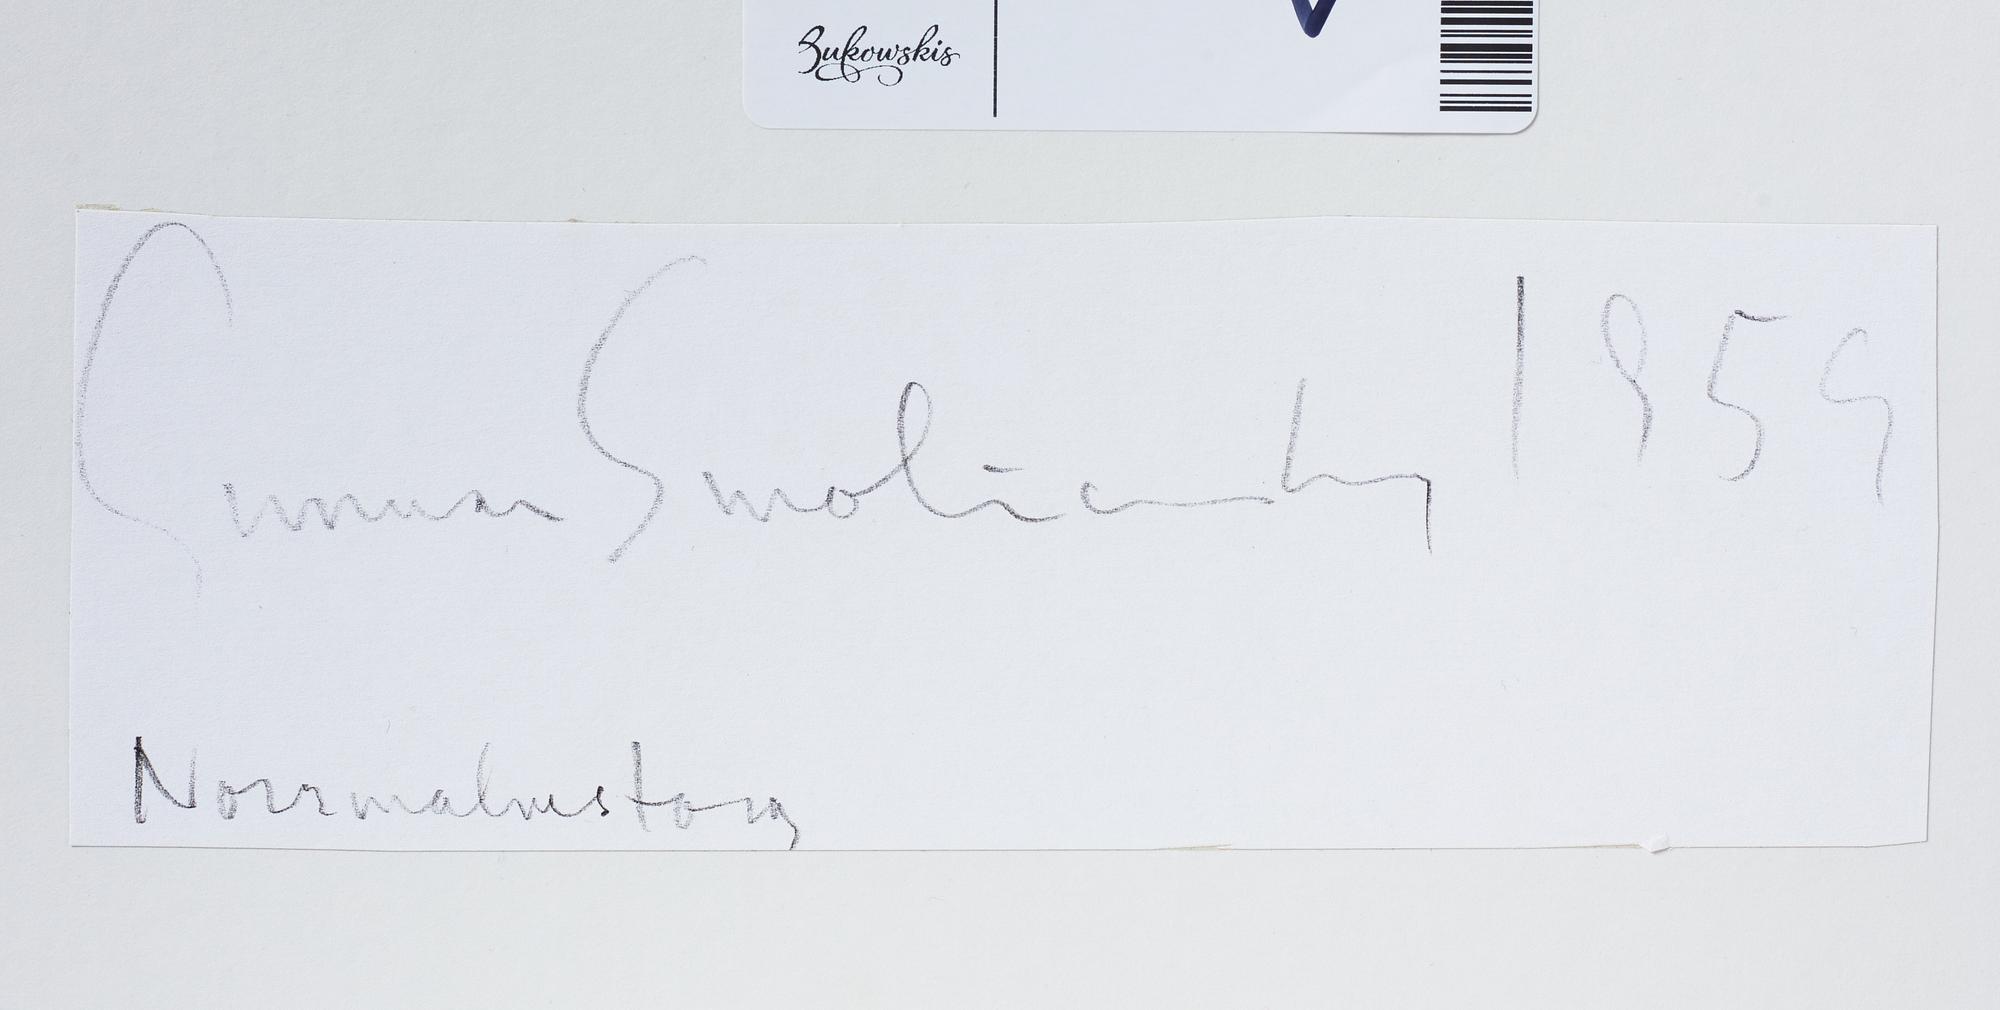 Bukowskis
Gunnar Smoliansky 1959
Norrmalmstorg